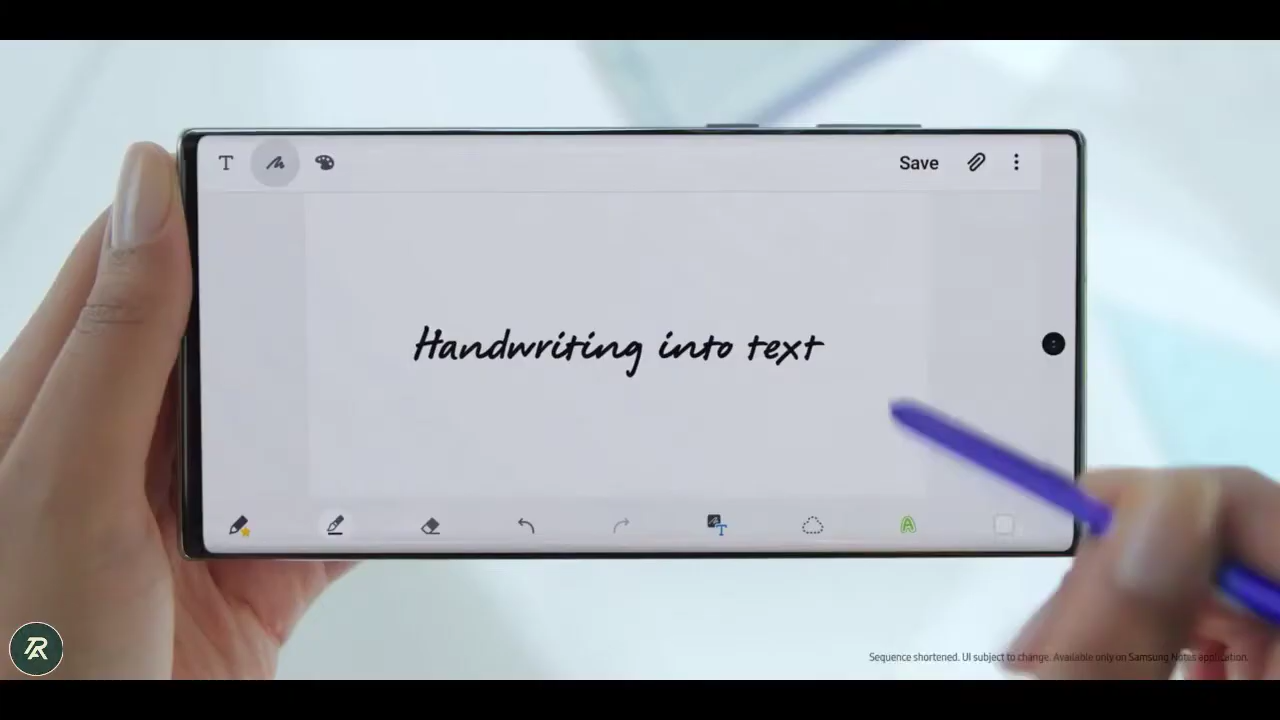 T
Save
Handwriting into text
T
A
Sequence shortened. UI subject to change. Available only on Samsung Notes application.